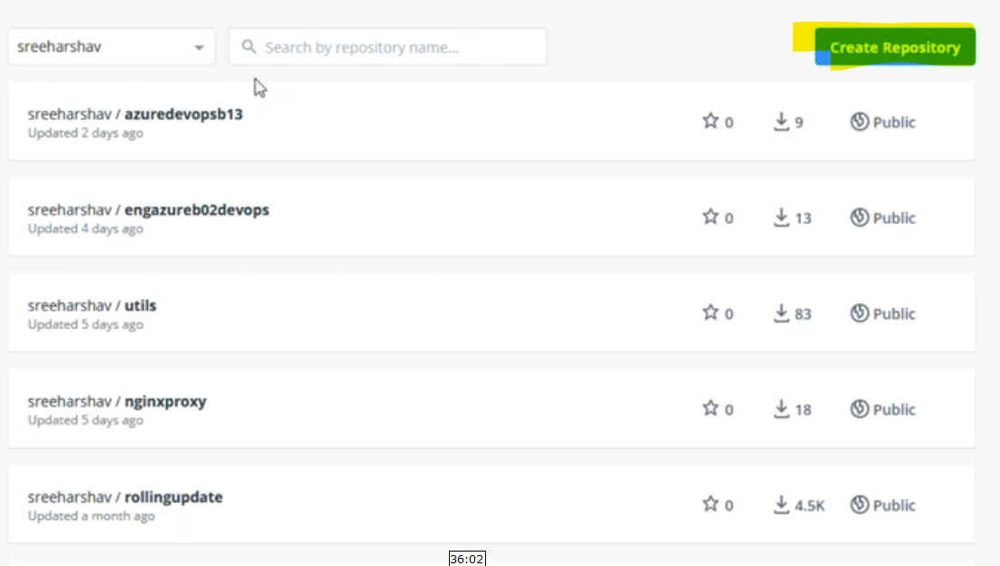 sreeharshav
Search by repository name...
Create Repository
sreeharshav / azuredevopsb13
Updated 2 days ago
0
9
Public
sreeharshav / engazureb02devops
Updated 4 days ago
0
13
Public
sreeharshav / utils
Updated 5 days ago
0
83
Public
sreeharshav / nginxproxy
Updated 5 days ago
0
18
Public
sreeharshav / rollingupdate
Updated a month ago
0
4.5K
Public
36:02